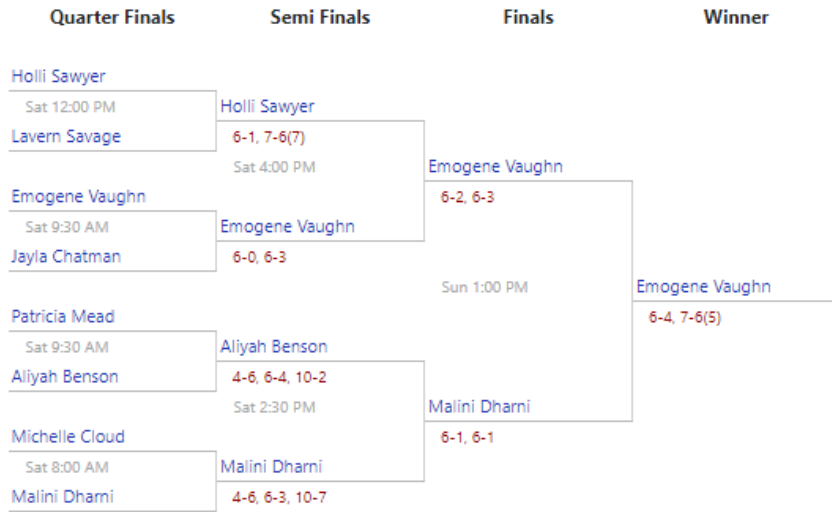 Quarter Finals Semi Finals Finals Winner
Holli Sawyer
Sat 12:00 PM Holli Sawyer
Lavern Savage 6-1, 7-6(7)
Sat 4:00 PM Emogene Vaughn
Emogene Vaughn 6-2, 6-3
Sat 9:30 AM Emogene Vaughn
Jayla Chatman 6-0, 6-3
Sun 1:00 PM Emogene Vaughn
Patricia Mead 6-4, 7-6(5)
Sat 9:30 AM Aliyah Benson
Aliyah Benson 4-6, 6-4, 10-2
Sat 2:30 PM Malini Dharni
Michelle Cloud 6-1, 6-1
Sat 8:00 AM Malini Dharni
Malini Dharni 4-6, 6-3, 10-7